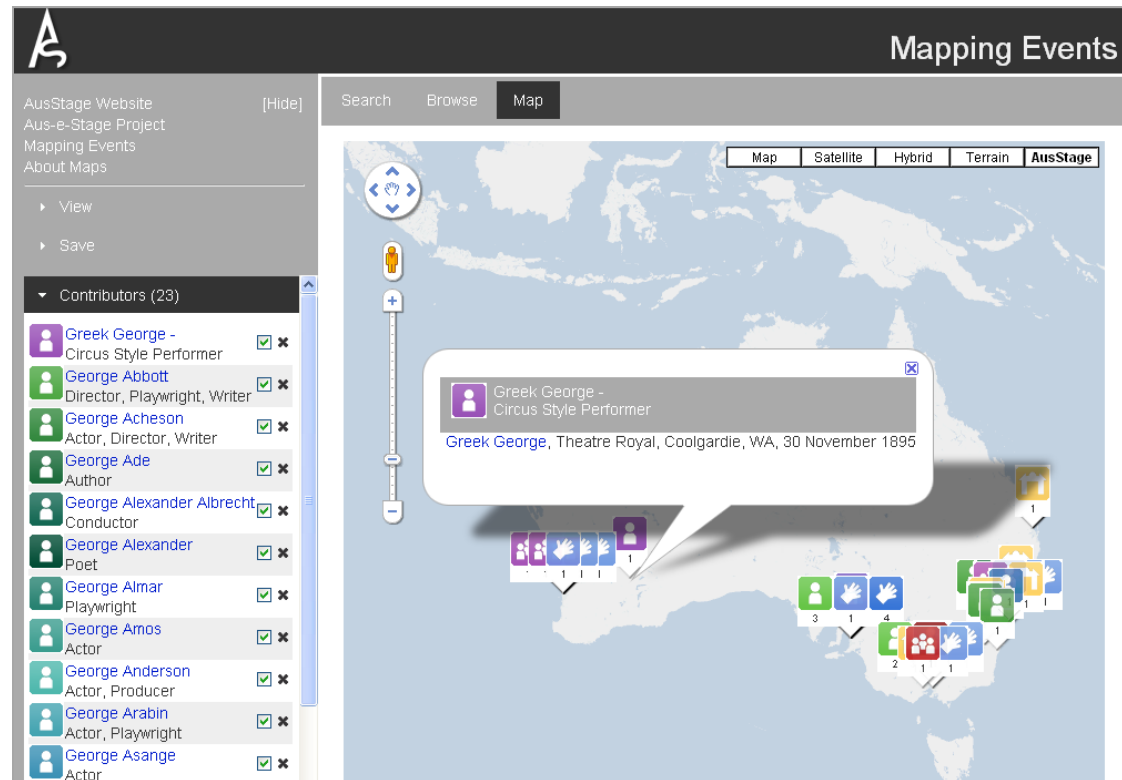 Mapping Events
AusStage Website [Hide]
Aus-e-Stage Project
Mapping Events
About Maps
View
Save
Contributors (23)
Greek George -
Circus Style Performer
George Abbott
Director, Playwright, Writer
George Acheson
Actor, Director, Writer
George Ade
Author
George Alexander Albrecht
Conductor
George Alexander
Poet
George Almar
Playwright
George Amos
Actor
George Anderson
Actor, Producer
George Arabin
Actor, Playwright
George Asange
Actor
Search Browse Map
Map Satellite Hybrid Terrain AusStage
Greek George -
Circus Style Performer
Greek George, Theatre Royal, Coolgardie, WA, 30 November 1895
1
1 1
3 1 4
1 1
1
2 1 1